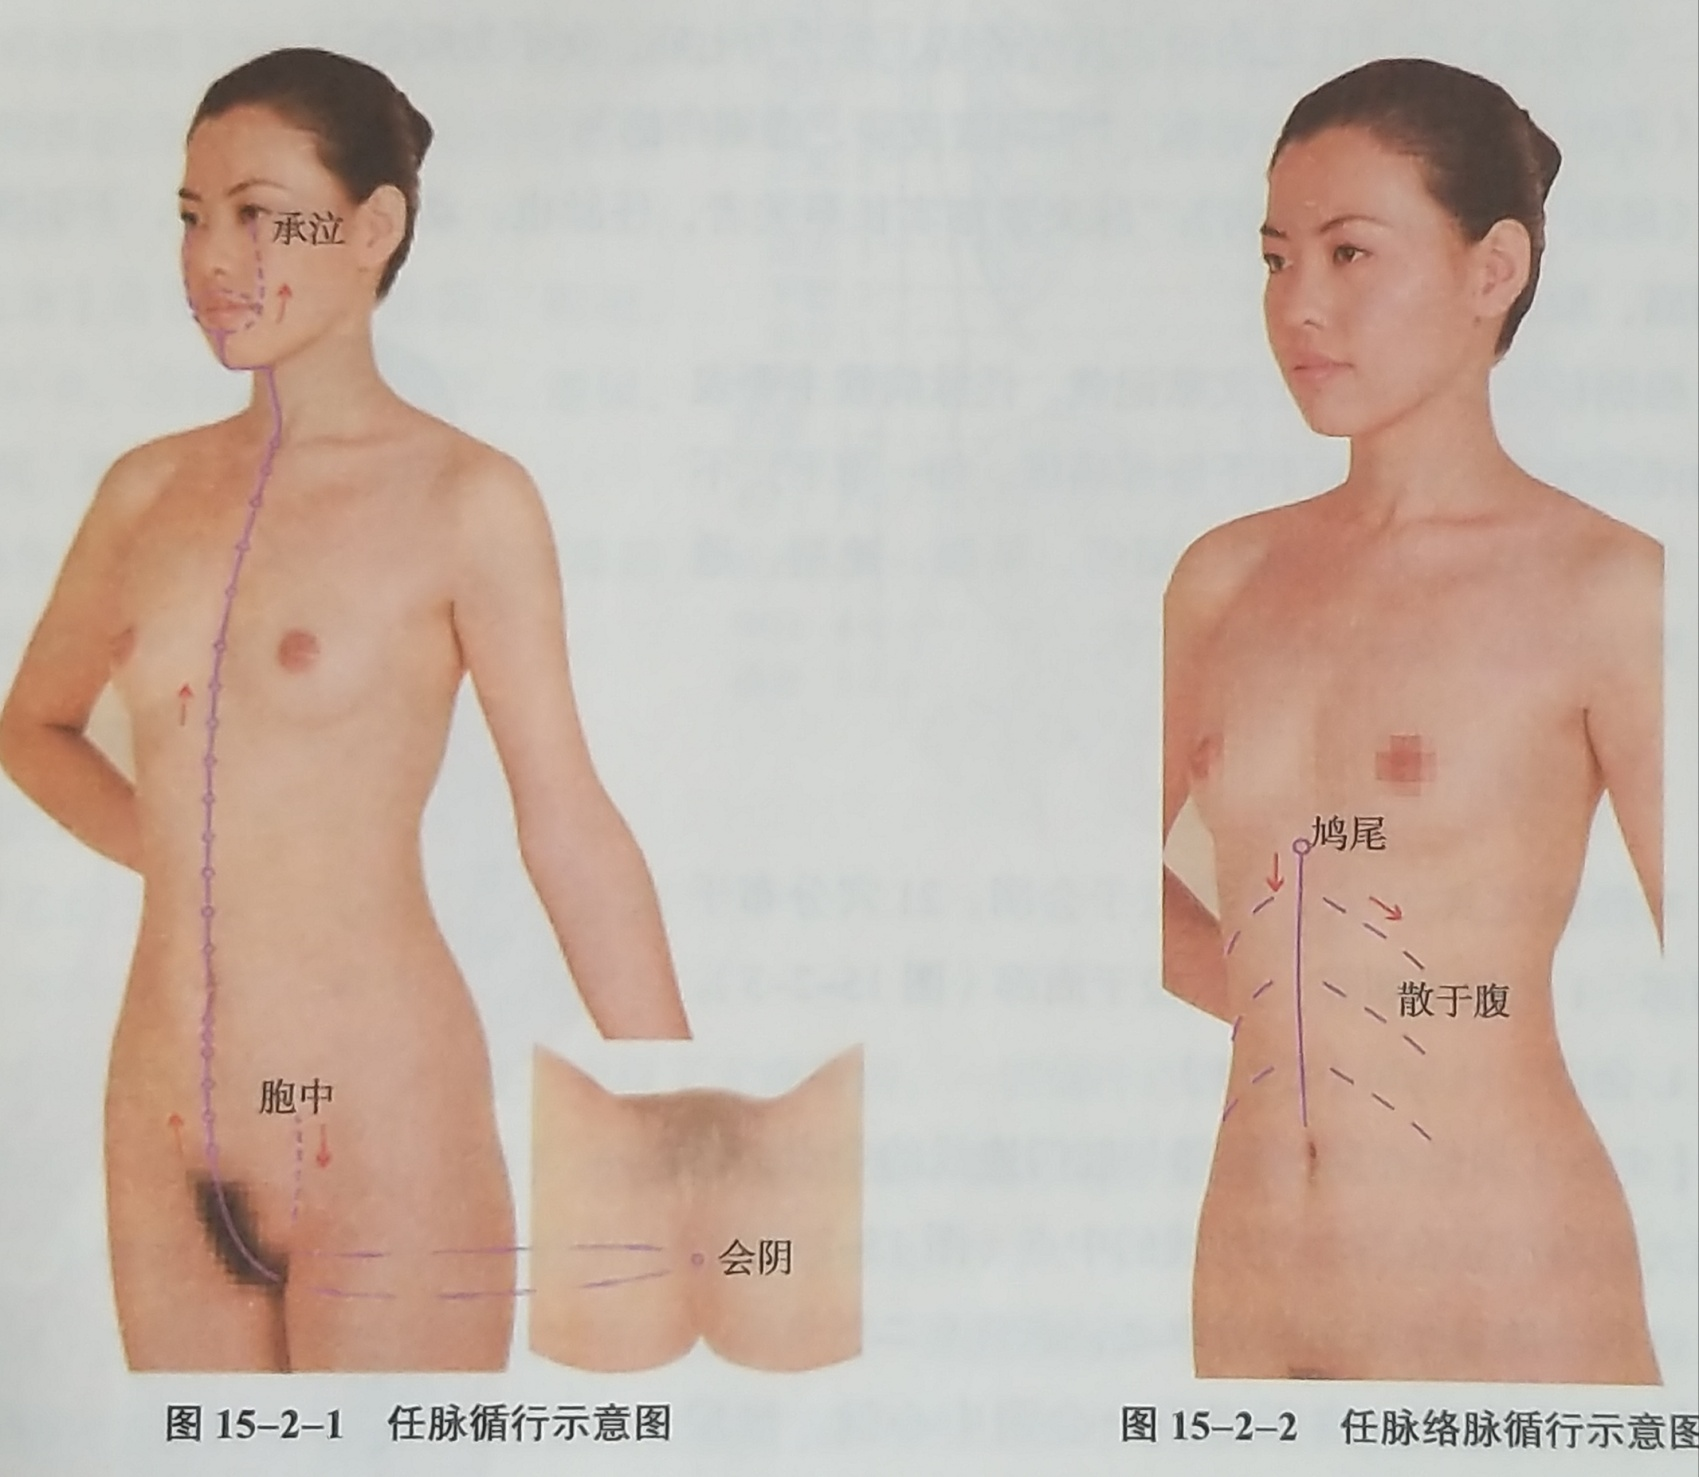 承泣
胞中
会阴
图 15-2-1 任脉循行示意图
鸠尾
散于腹
图 15-2-2 任脉络脉循行示意图